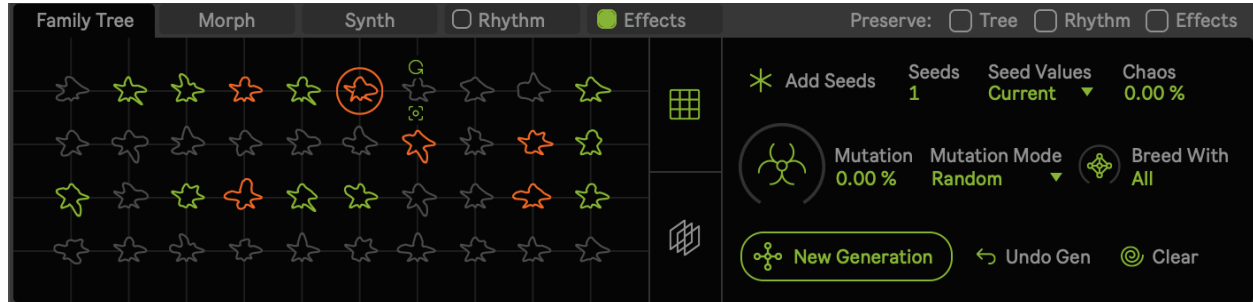 Family Tree Morph Synth Rhythm Effects Preserve: Tree Rhythm Effects
Add Seeds
Seeds
1
Seed Values
Current
Chaos
0.00 %
Mutation
0.00 %
Mutation Mode
Random
Breed With
All
New Generation
Undo Gen
Clear